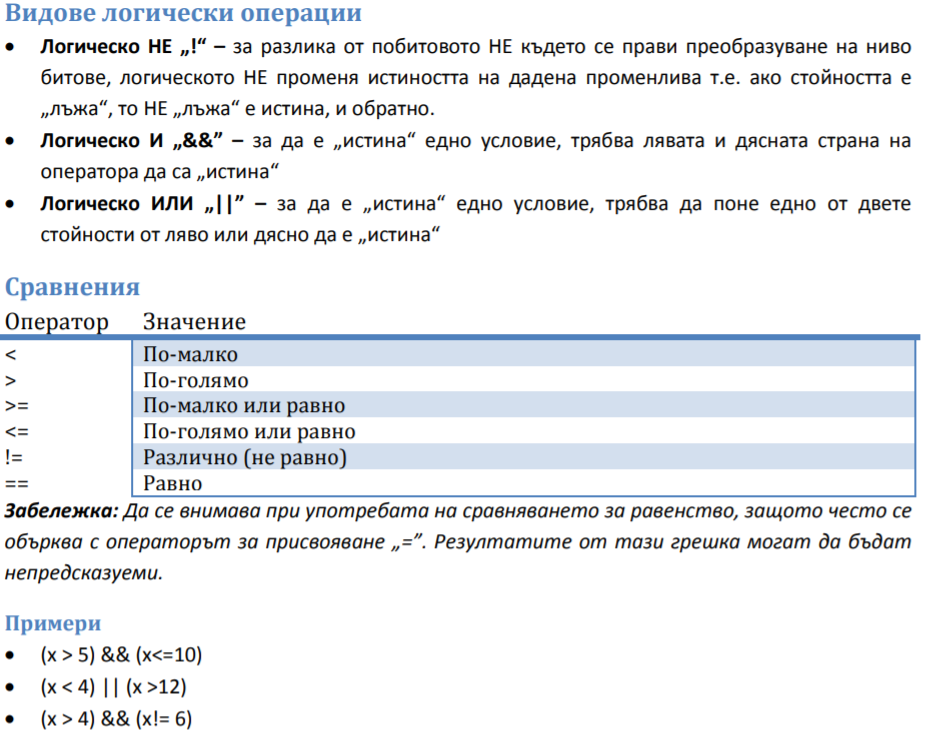 Видове логически операции
• Логическо НЕ „!“ – за разлика от побитовото НЕ където се прави преобразуване на ниво
битове, логическото НЕ променя истиността на дадена променлива т.е. ако стойността е
„лъжа“, то НЕ „лъжа“ е истина, и обратно.
• Логическо И „&&” – за да е „истина“ едно условие, трябва лявата и дясната страна на
оператора да са „истина“
• Логическо ИЛИ „||” – за да е „истина“ едно условие, трябва да поне едно от двете
стойности от ляво или дясно да е „истина“
Сравнения
Оператор Значение
< По-малко
> По-голямо
>= По-малко или равно
<= По-голямо или равно
!= Различно (не равно)
== Равно
Забележка: Да се внимава при употребата на сравняването за равенство, защото често се
обърква с операторът за присвояване „=”. Резултатите от тази грешка могат да бъдат
непредсказуеми.
Примери
• (x > 5) && (x<=10)
• (x < 4) || (x >12)
• (x > 4) && (x!= 6)